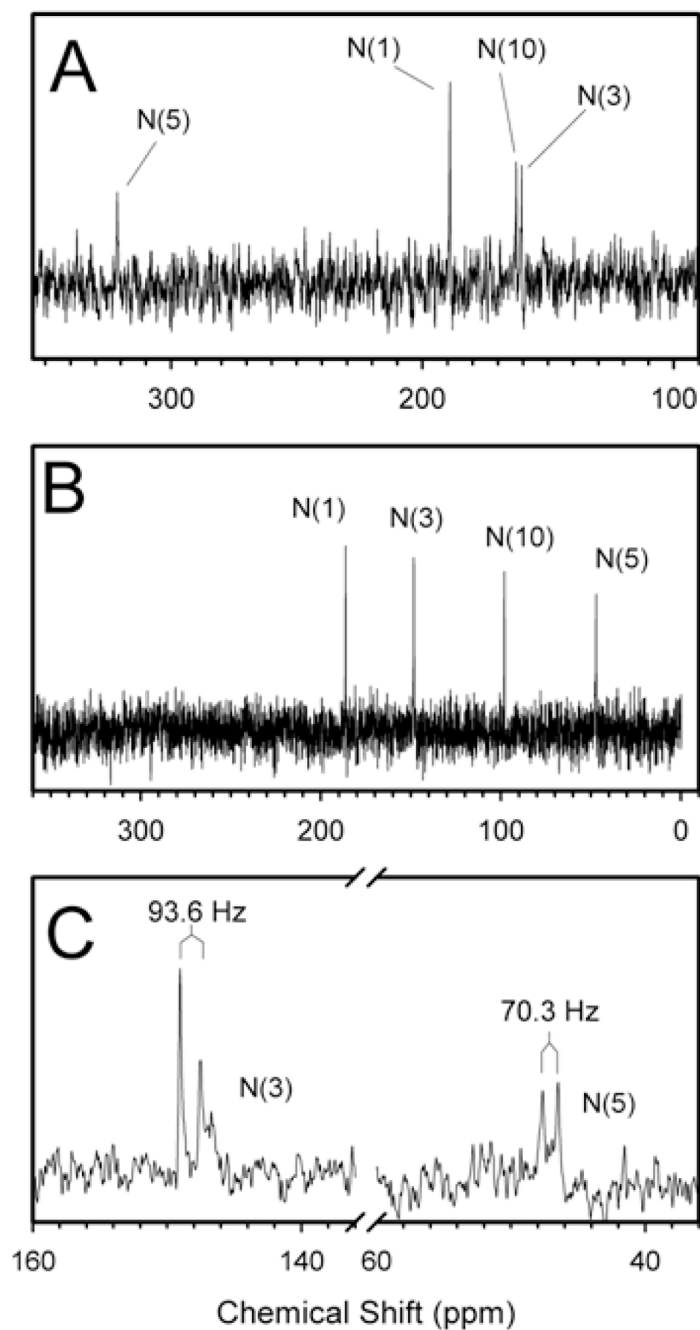 A
N(5)
N(1)
N(10)
N(3)
300
200
100
B
N(1)
N(3)
N(10)
N(5)
300
200
100
0
C
93.6 Hz
N(3)
70.3 Hz
N(5)
160
140
60
40
Chemical Shift (ppm)